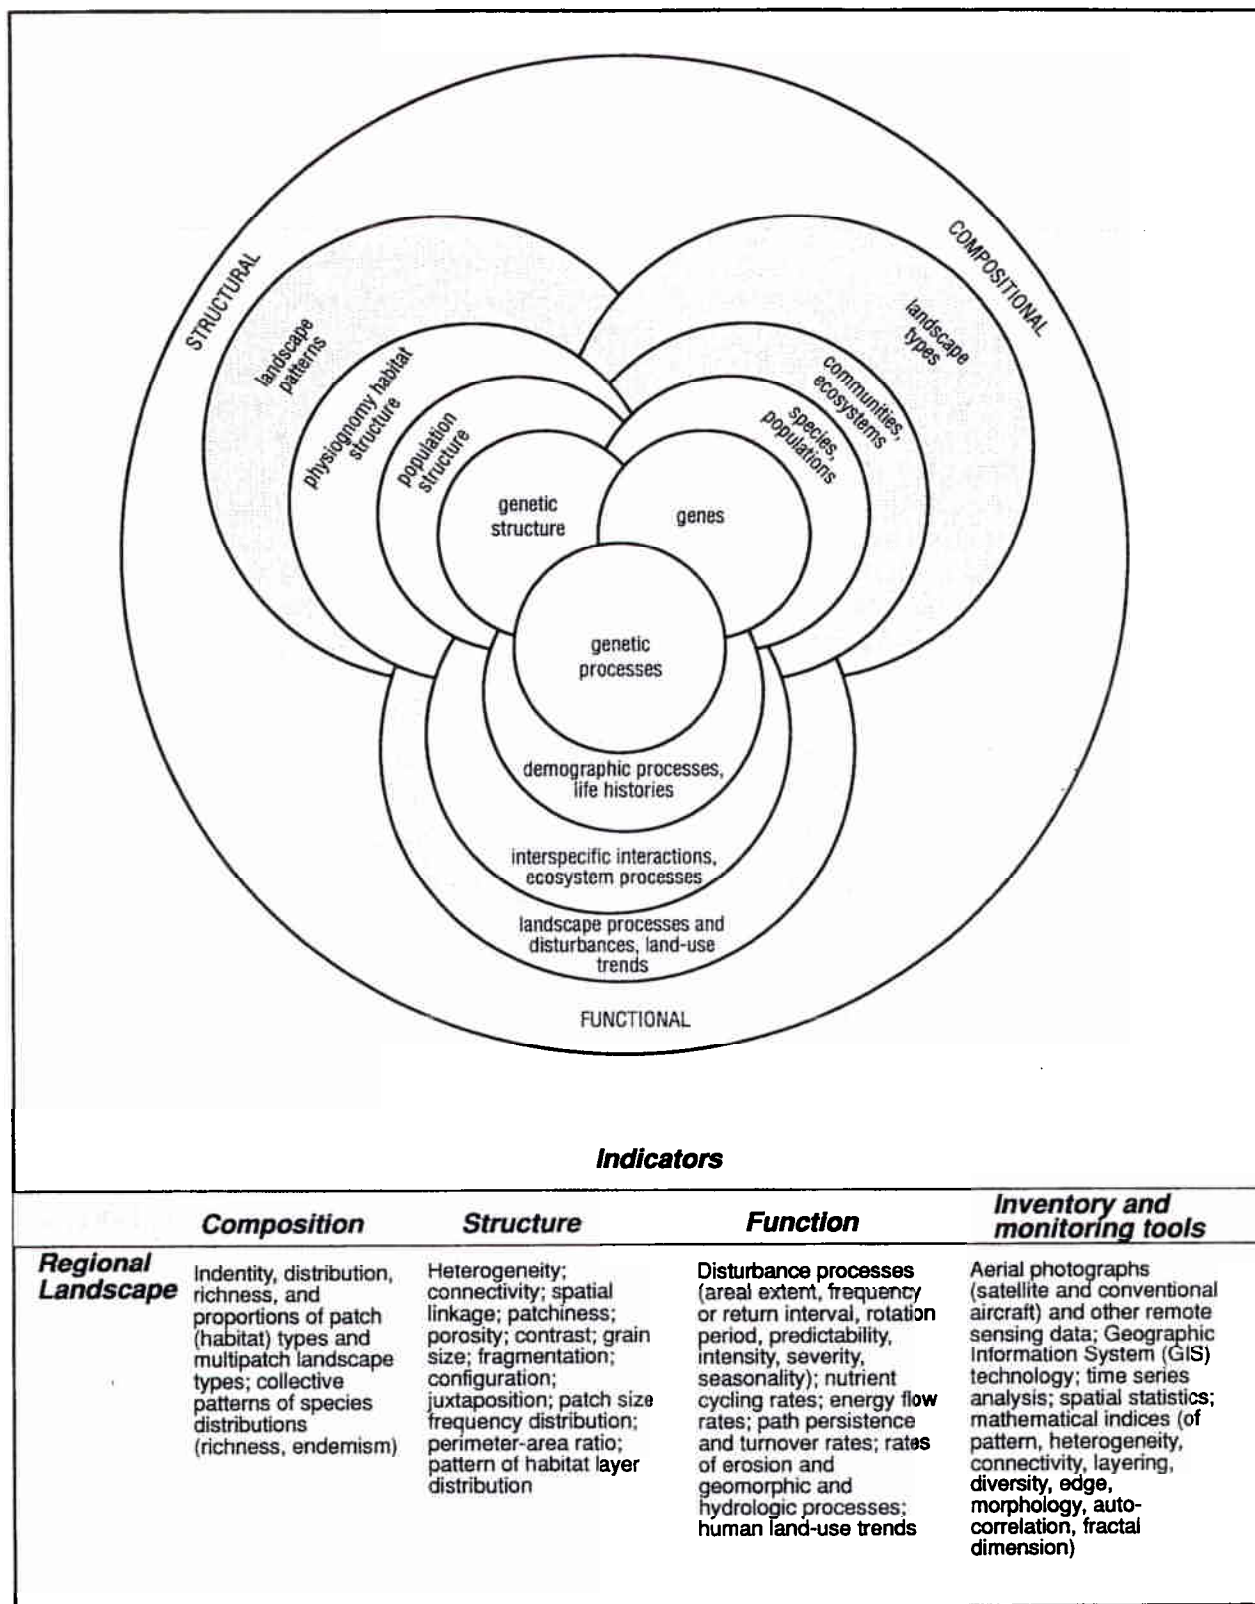 STRUCTURAL
COMPOSITIONAL
landscape
patterns
physiognomy habitat
structure
population
structure
genetic
structure
landscape
types
communities,
ecosystems
species,
populations
genes
genetic
processes
demographic processes,
life histories
interspecific interactions,
ecosystem processes
landscape processes and
disturbances, land-use
trends
FUNCTIONAL
Indicators
Composition
Structure
Function
Inventory and
monitoring tools
Regional
Landscape
Indentity, distribution,
richness, and
proportions of patch
(habitat) types and
multipatch landscape
types; collective
patterns of species
distributions
(richness, endemism)
Heterogeneity;
connectivity; spatial
linkage; patchiness;
porosity; contrast; grain
size; fragmentation;
configuration;
juxtaposition; patch size
frequency distribution;
perimeter-area ratio;
pattern of habitat layer
distribution
Disturbance processes
(areal extent, frequency
or return interval, rotation
period, predictability,
intensity, severity,
seasonality); nutrient
cycling rates; energy flow
rates; path persistence
and turnover rates; rates
of erosion and
geomorphic and
hydrologic processes;
human land-use trends
Aerial photographs
(satellite and conventional
aircraft) and other remote
sensing data; Geographic
Information System (GIS)
technology; time series
analysis; spatial statistics;
mathematical indices (of
pattern, heterogeneity,
connectivity, layering,
diversity, edge,
morphology, auto-
correlation, fractal
dimension)